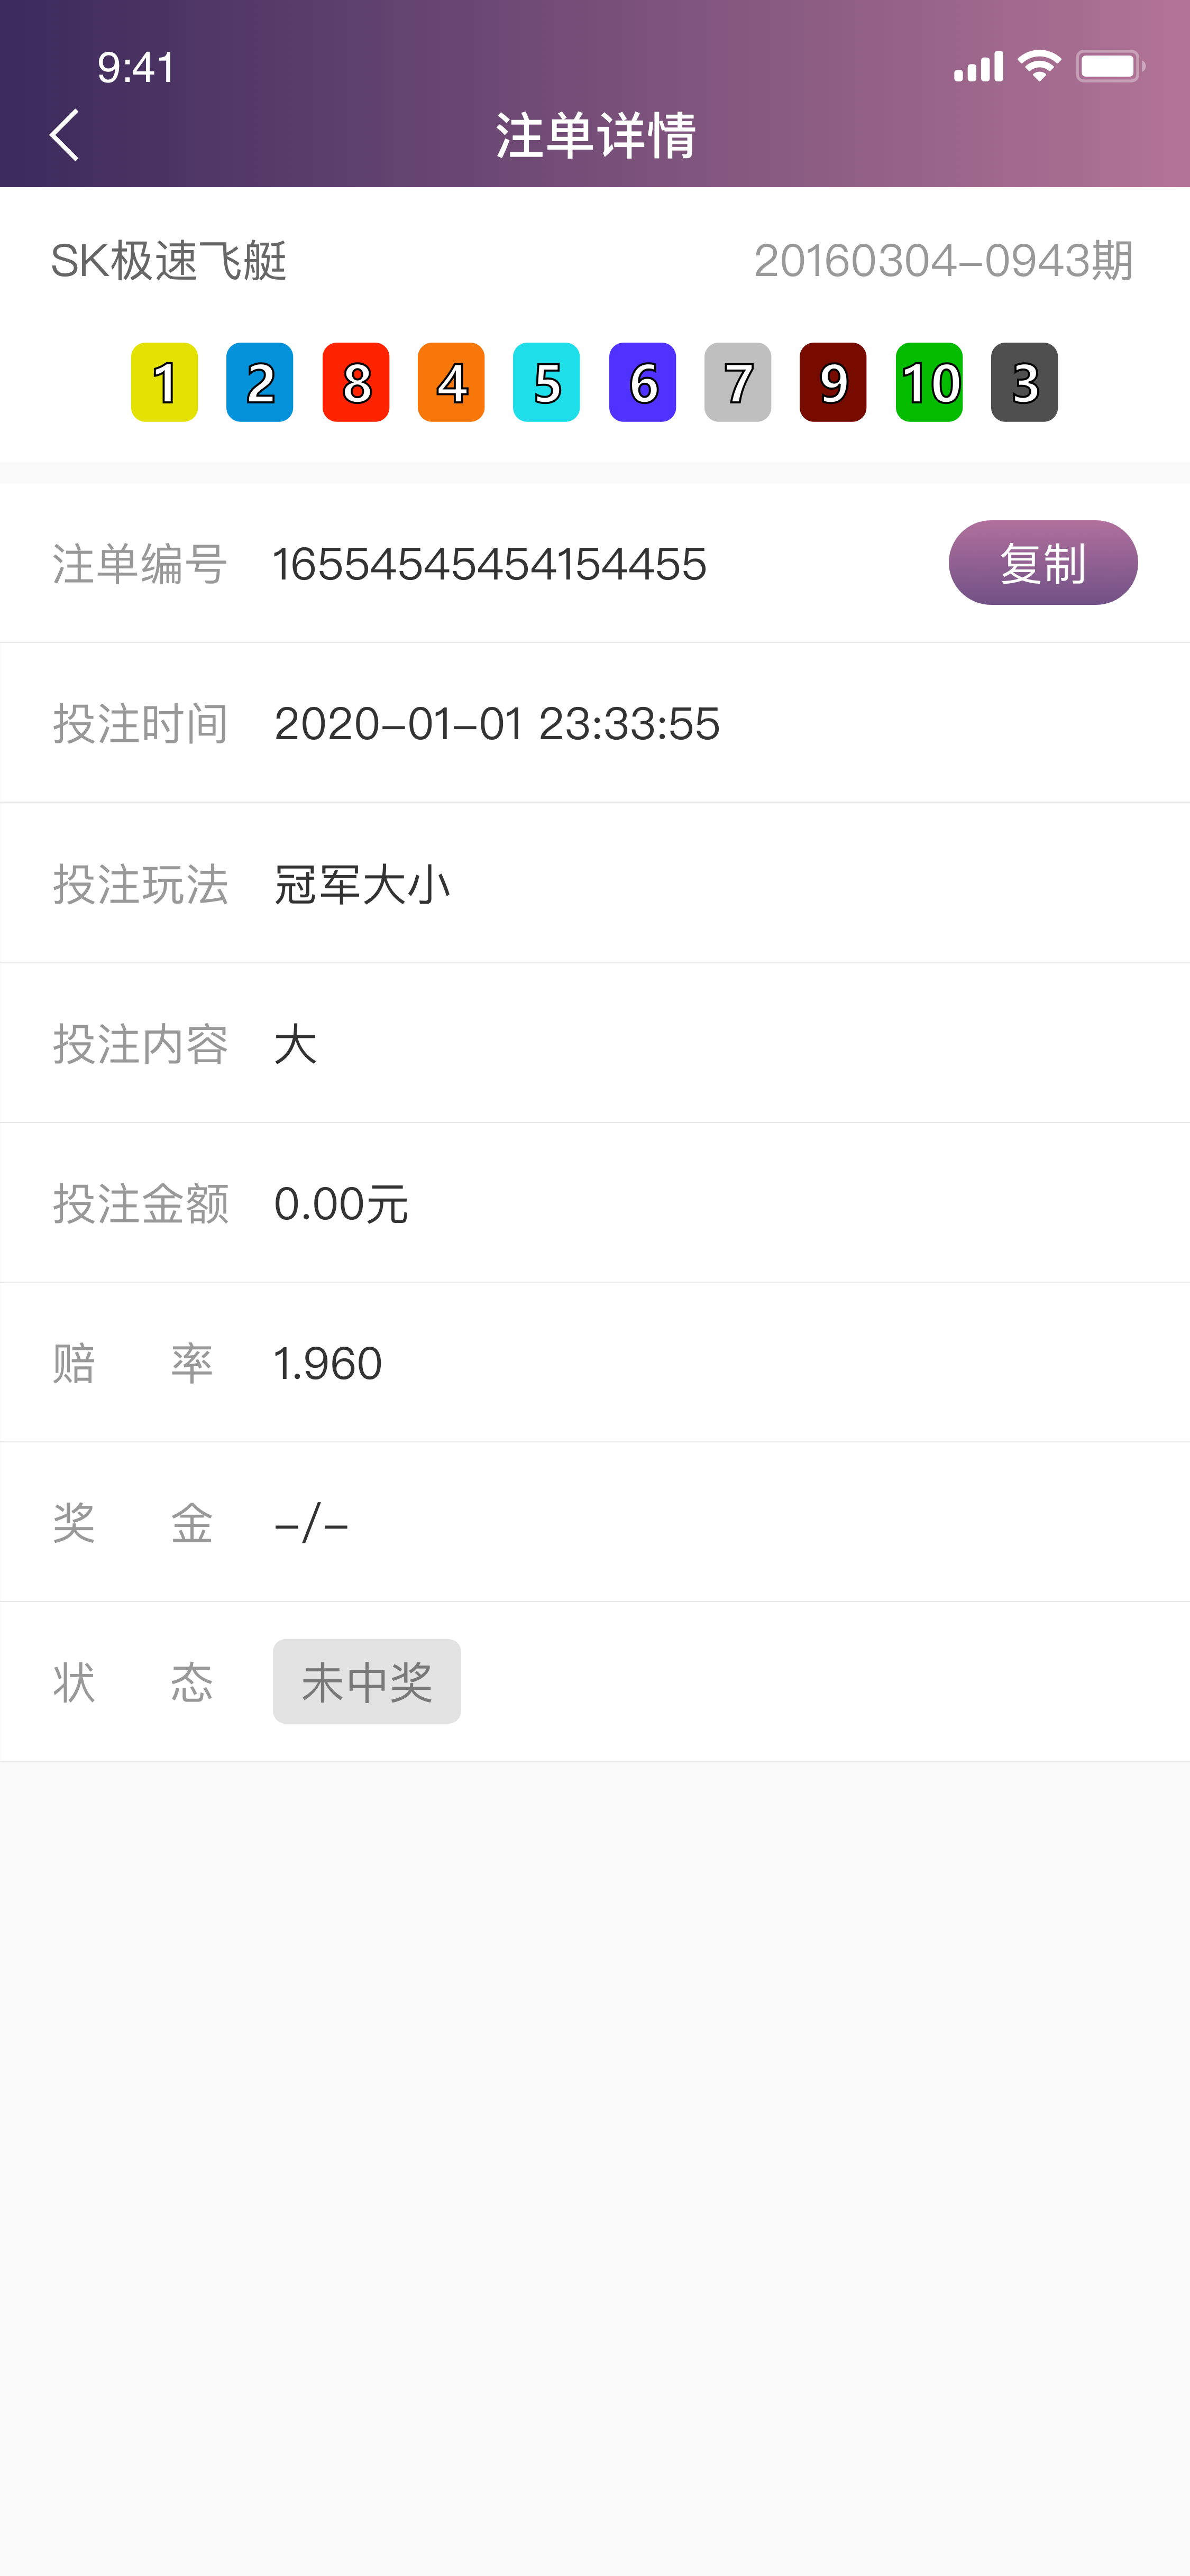 9:41
注单详情
SK极速飞艇 20160304-0943期
1 2 8 4 5 6 7 9 10 3
注单编号 16554545454154455 复制
投注时间 2020-01-01 23:33:55
投注玩法 冠军大小
投注内容 大
投注金额 0.00元
赔 率 1.960
奖 金 -/-
状 态 未中奖